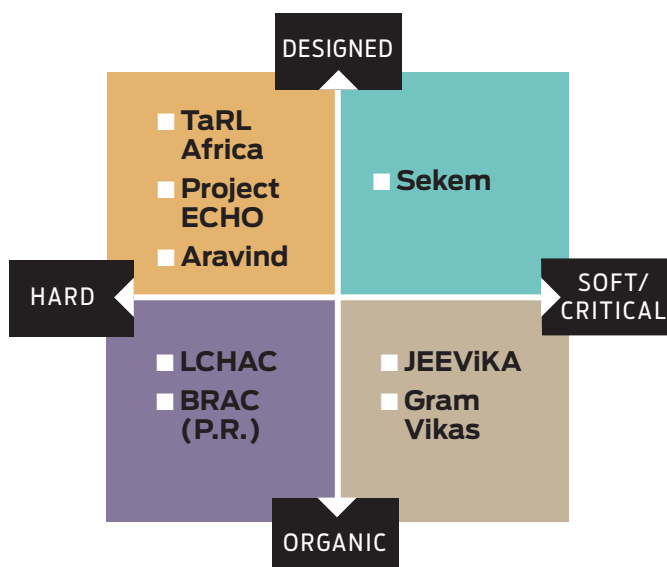 DESIGNED
TaRL
Africa
Project
ECHO
Aravind
Sekem
HARD
SOFT/
CRITICAL
LCHAC
BRAC
(P.R.)
JEEViKA
Gram
Vikas
ORGANIC